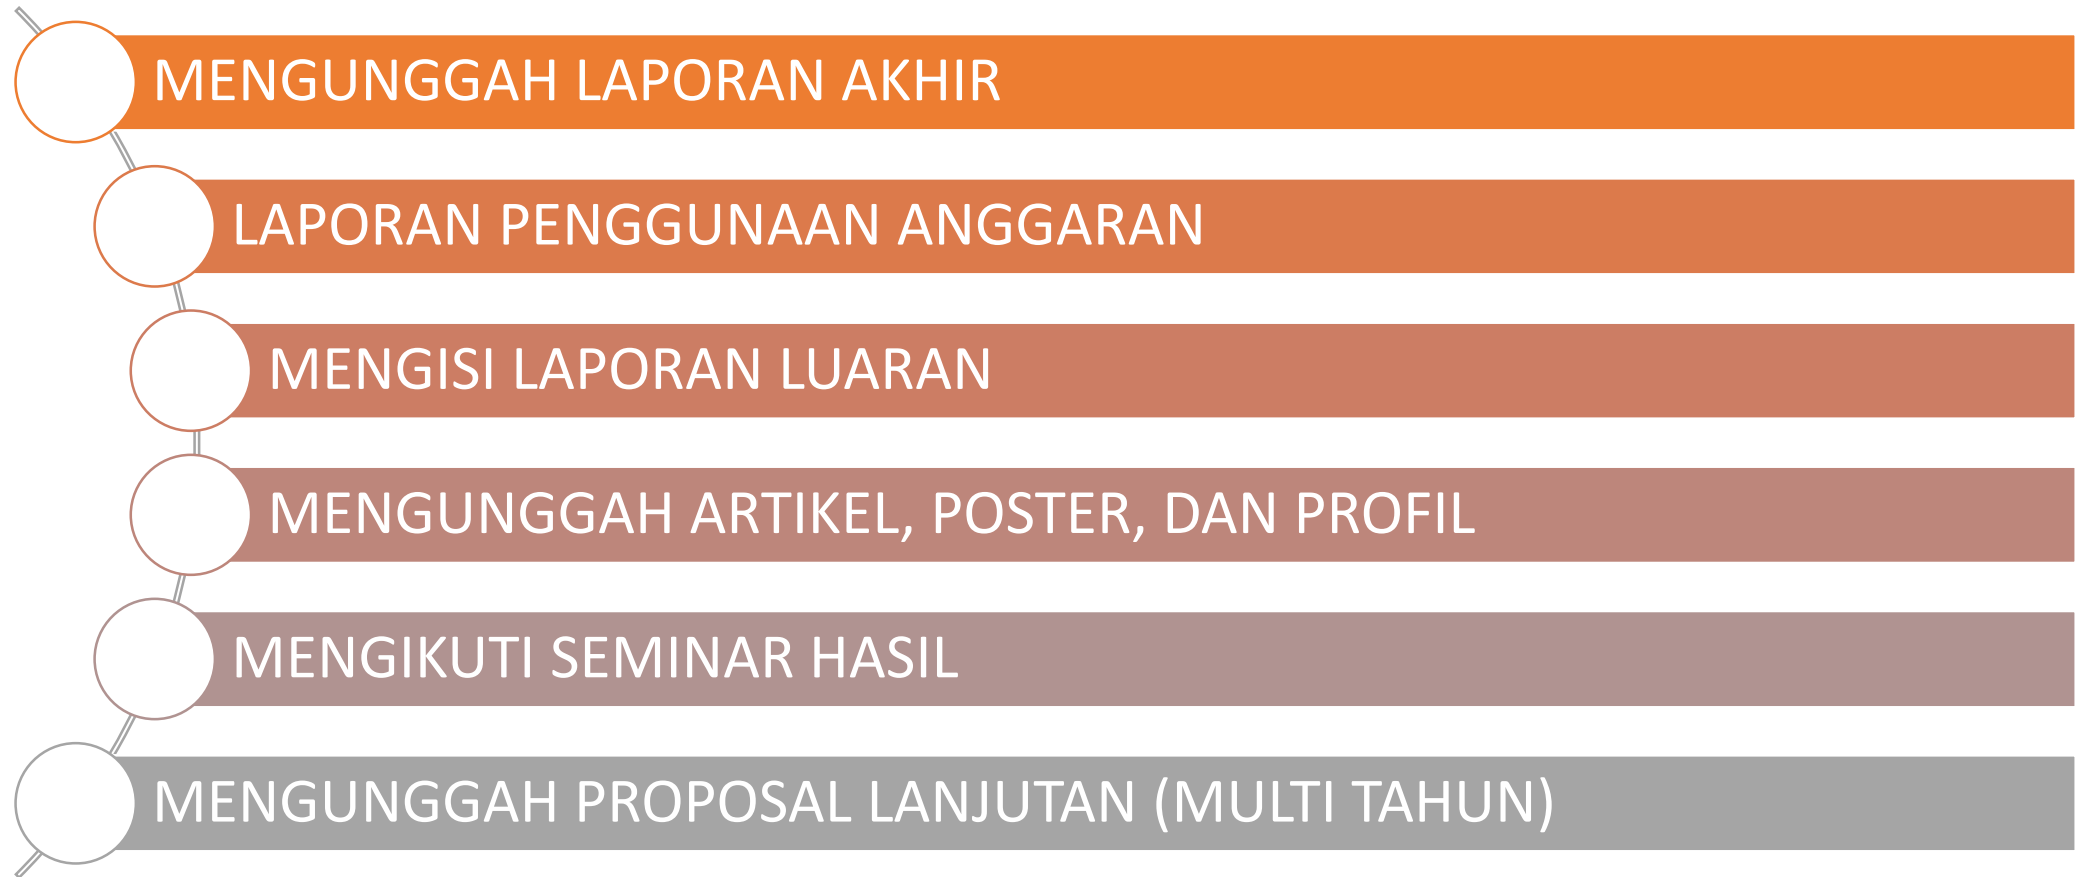 MENGUNGGAH LAPORAN AKHIR
LAPORAN PENGGUNAAN ANGGARAN
MENGISI LAPORAN LUARAN
MENGUNGGAH ARTIKEL, POSTER, DAN PROFIL
MENGIKUTI SEMINAR HASIL
MENGUNGGAH PROPOSAL LANJUTAN (MULTI TAHUN)